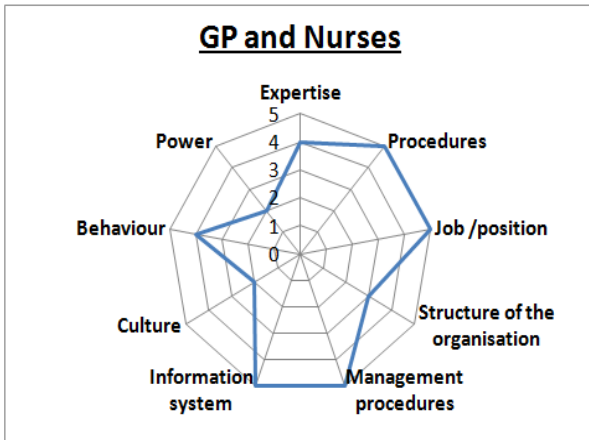 GP and Nurses
Expertise
5
4
3
2
1
0
Procedures
Job /position
Structure of the
organisation
Management
procedures
Information
system
Culture
Behaviour
Power